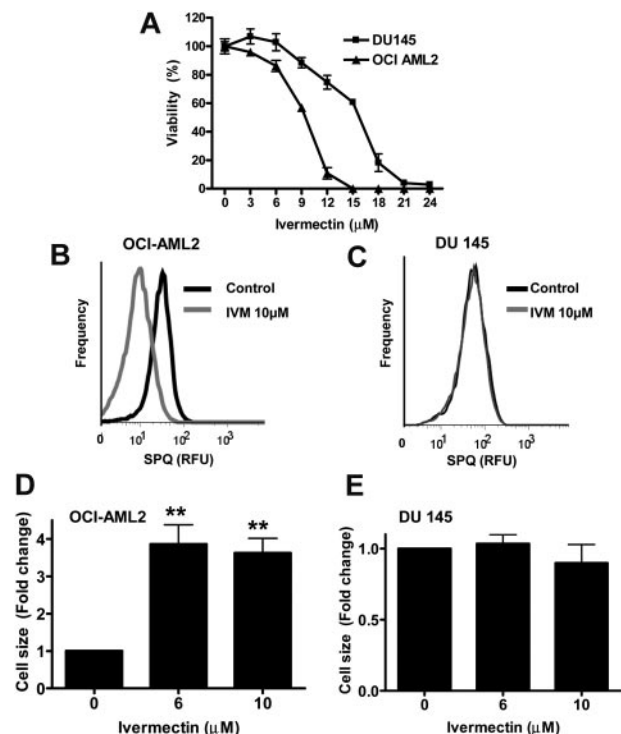 A
Viability (%)
120
100
80
60
40
20
0
DU145
OCI AML2
0 3 6 9 12 15 18 21 24
Ivermectin (μM)
B
OCI-AML2
Frequency
Control
IVM 10μM
0 10¹ 10² 10³
SPQ (RFU)
C
DU 145
Frequency
Control
IVM 10μM
0 10¹ 10² 10³
SPQ (RFU)
D
OCI-AML2
Cell size (Fold change)
4
3
2
1
0
** **
0 6 10
Ivermectin (μM)
E
DU 145
Cell size (Fold change)
1.0
0.5
0.0
0 6 10
Ivermectin (μM)